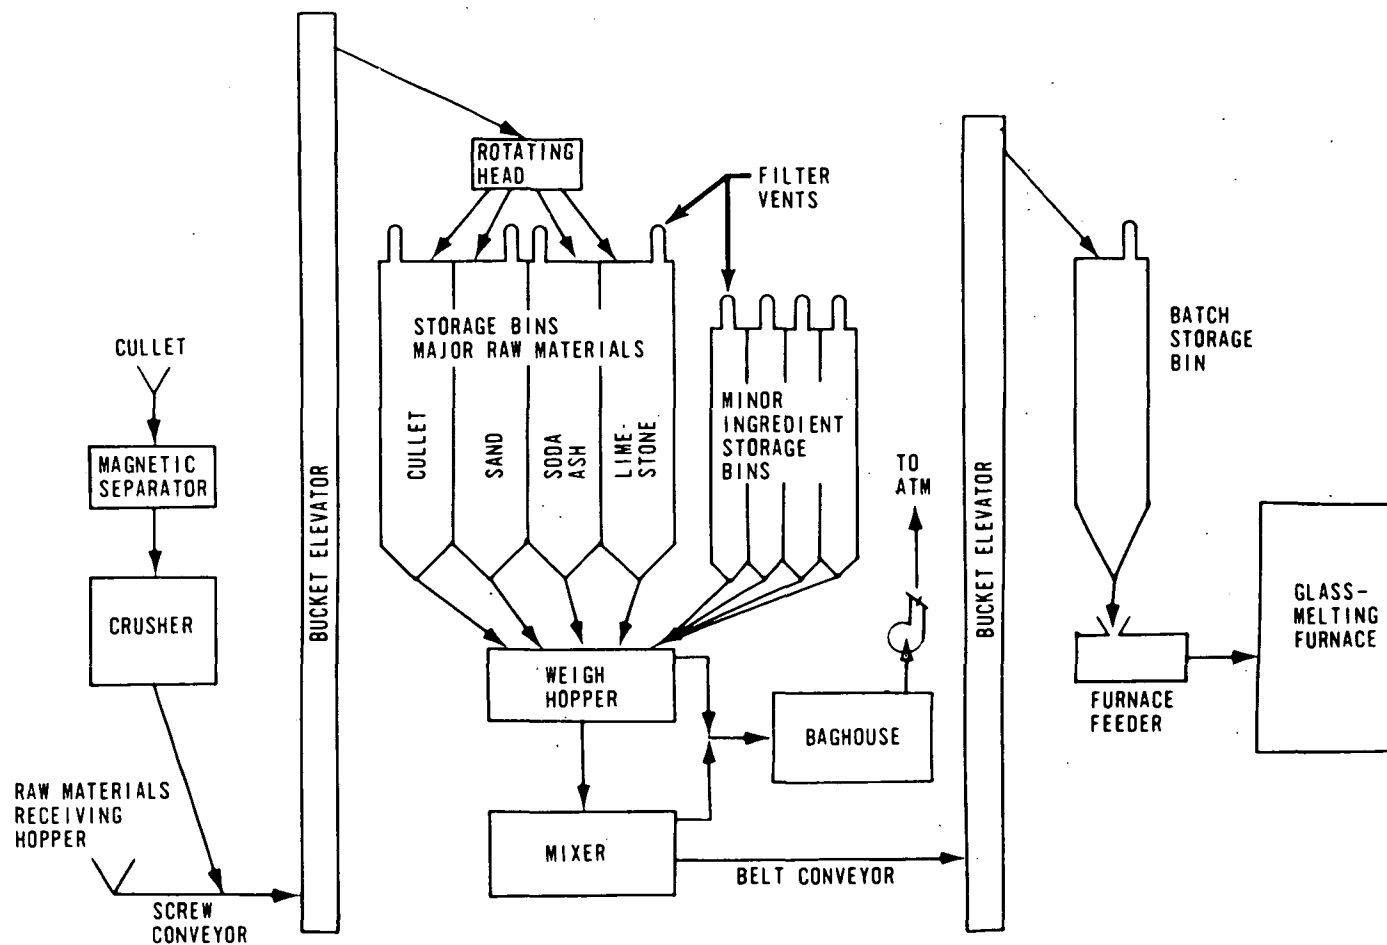 ROTATING
HEAD
FILTER
VENTS
STORAGE BINS
MAJOR RAW MATERIALS
CULLET
SAND
SODA
ASH
LIME-
STONE
MINOR
INGREDIENT
STORAGE
BINS
CULLET
MAGNETIC
SEPARATOR
CRUSHER
RAW MATERIALS
RECEIVING
HOPPER
SCREW
CONVEYOR
BUCKET ELEVATOR
WEIGH
HOPPER
MIXER
BAGHOUSE
TO
ATM
BELT CONVEYOR
BUCKET ELEVATOR
BATCH
STORAGE
BIN
FURNACE
FEEDER
GLASS-
MELTING
FURNACE